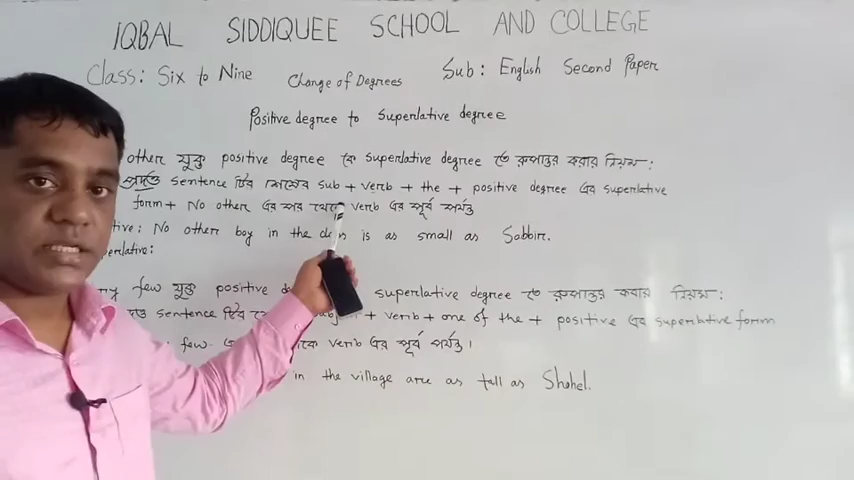 IQBAL SIDDIQUEE SCHOOL AND COLLEGE
Class: Six to Nine Change of Degrees Sub: English Second Paper
Positive degree to Superlative degree
other যুক্ত positive degree কে superlative degree তে রুপান্তর করার নিয়ম:
প্রদত্ত sentence টির শেষের sub + verb + the + positive degree এর superlative
form + No other এর পর থেকে verb এর পূর্ব পর্যন্ত
tive: No other boy in the is as small as Sabbir.
perlative:
ry few যুক্ত positive superlative degree তে রুপান্তর করার নিয়ম:
sentence টির + verb + one of the + positive এর superlative form
few verb এর পূর্ব পর্যন্ত।
in the village are as tall as Shohel.